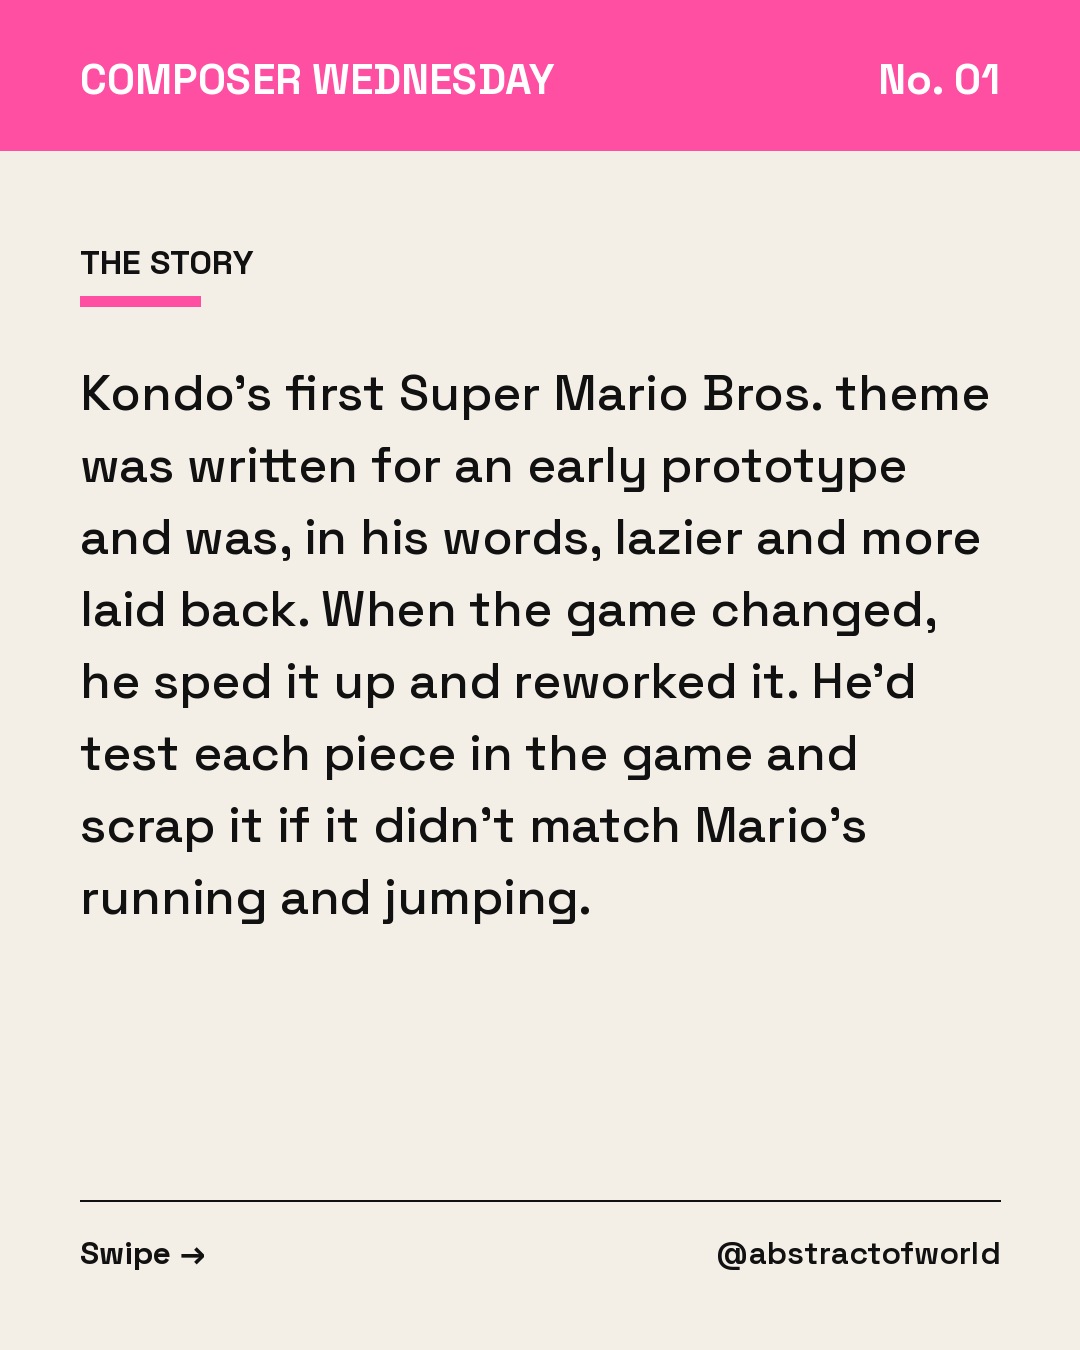 COMPOSER WEDNESDAY No. 01
THE STORY
Kondo’s first Super Mario Bros. theme
was written for an early prototype
and was, in his words, lazier and more
laid back. When the game changed,
he sped it up and reworked it. He’d
test each piece in the game and
scrap it if it didn’t match Mario’s
running and jumping.
Swipe → @abstractofworld